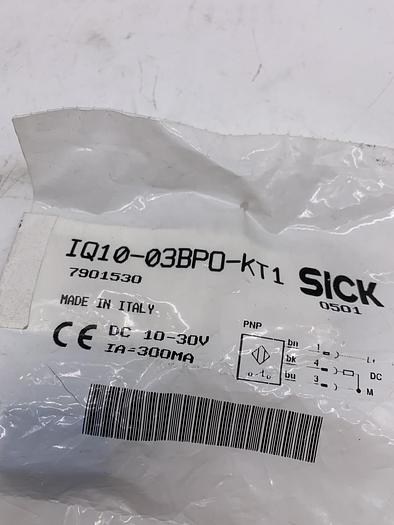 IQ10-03BPO-KT1
7901530
SICK
0501
MADE IN ITALY
CE DC 10-30V
IA=300MA
PNP
bn 1 L+
bk 4 DC
bu 3 M